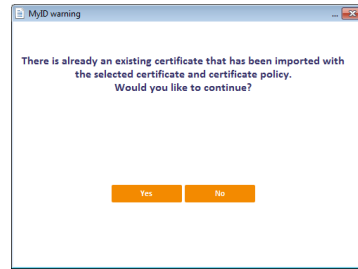 MyID warning
There is already an existing certificate that has been imported with
the selected certificate and certificate policy.
Would you like to continue?
Yes No